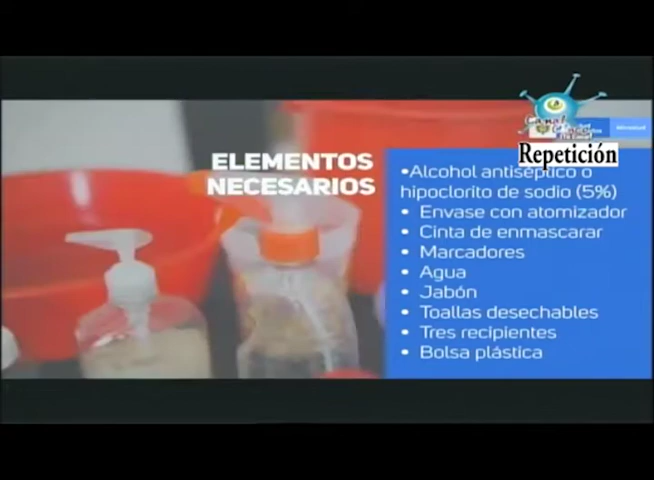 Canal
Repetición
ELEMENTOS
NECESARIOS
•Alcohol antiséptico o
hipoclorito de sodio (5%)
• Envase con atomizador
• Cinta de enmascarar
• Marcadores
• Agua
• Jabón
• Toallas desechables
• Tres recipientes
• Bolsa plástica